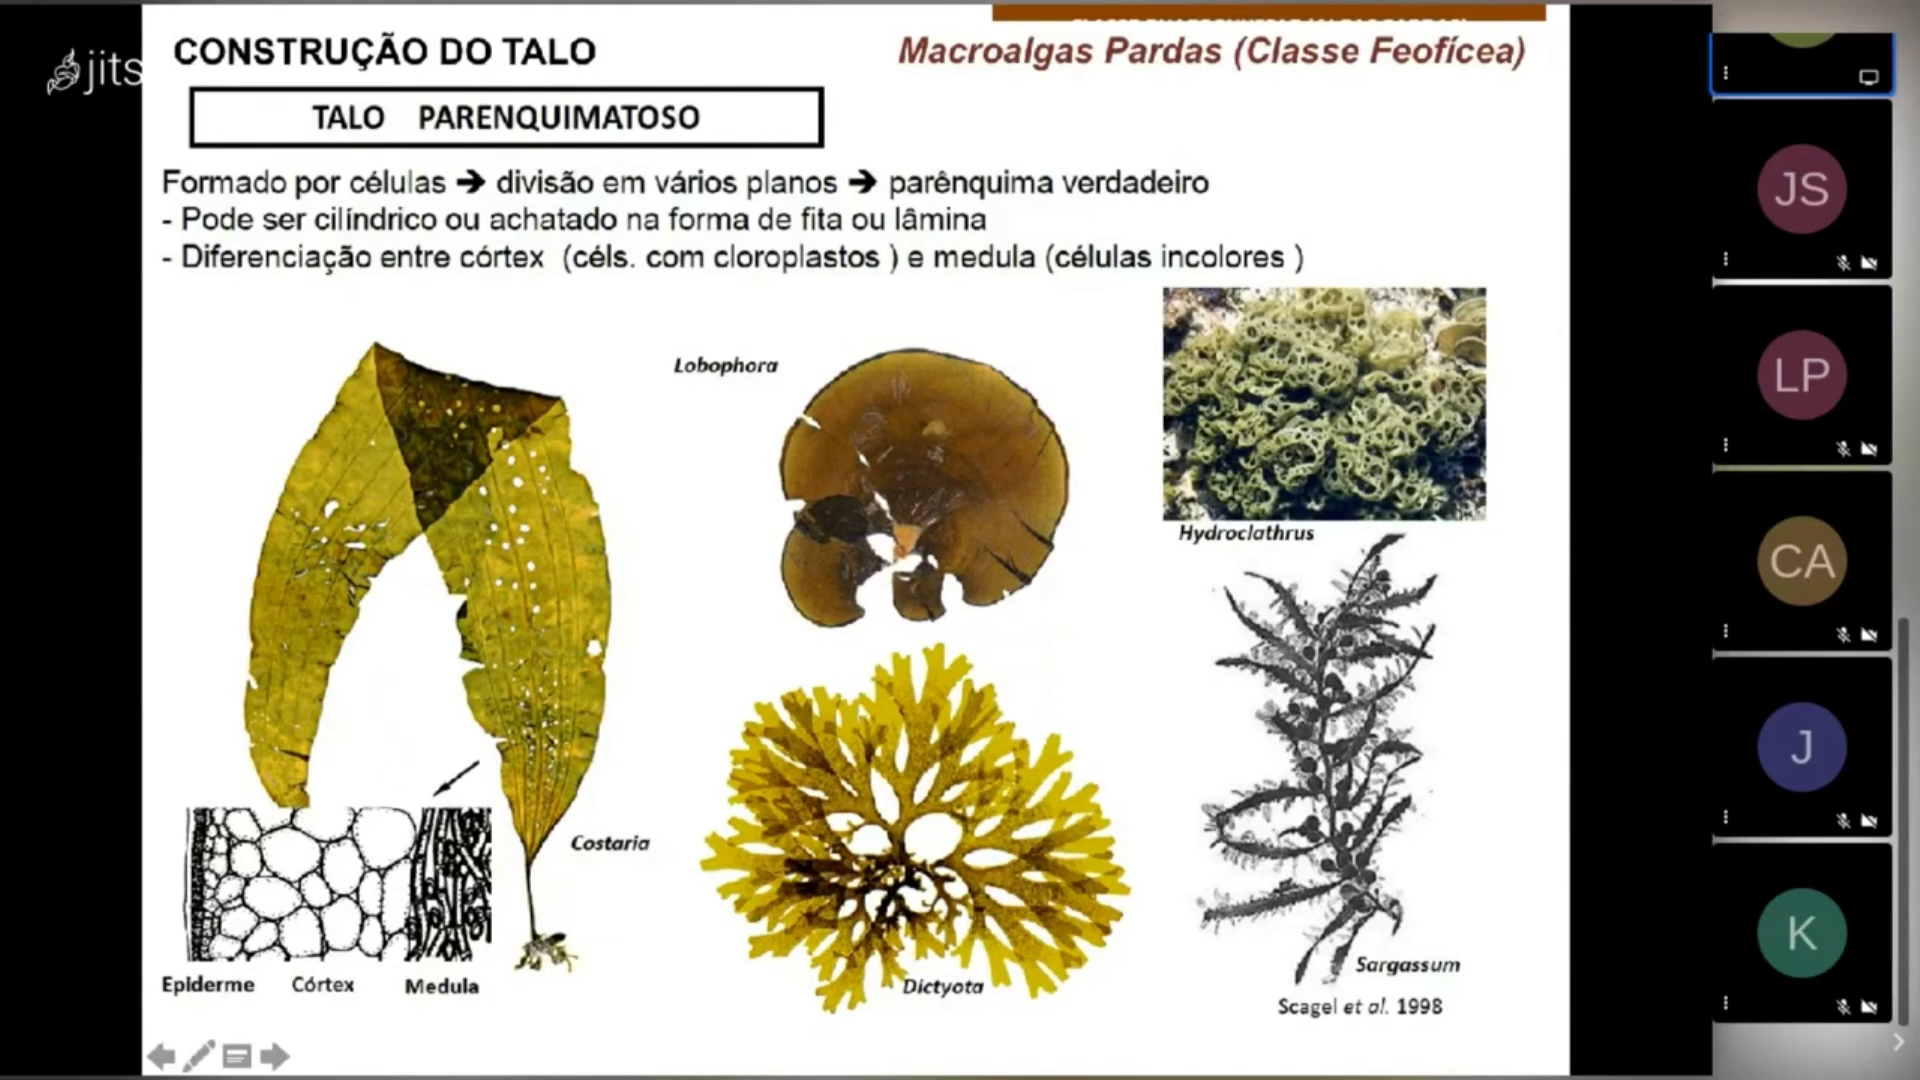 jits
CONSTRUÇÃO DO TALO
Macroalgas Pardas (Classe Feofícea)
TALO PARENQUIMATOSO
Formado por células ➔ divisão em vários planos ➔ parênquima verdadeiro
- Pode ser cilíndrico ou achatado na forma de fita ou lâmina
- Diferenciação entre córtex (céls. com cloroplastos ) e medula (células incolores )
Lobophora
Hydroclathrus
Costaria
Epiderme Córtex Medula
Dictyota
Sargassum
Scagel et al. 1998
JS
LP
CA
J
K